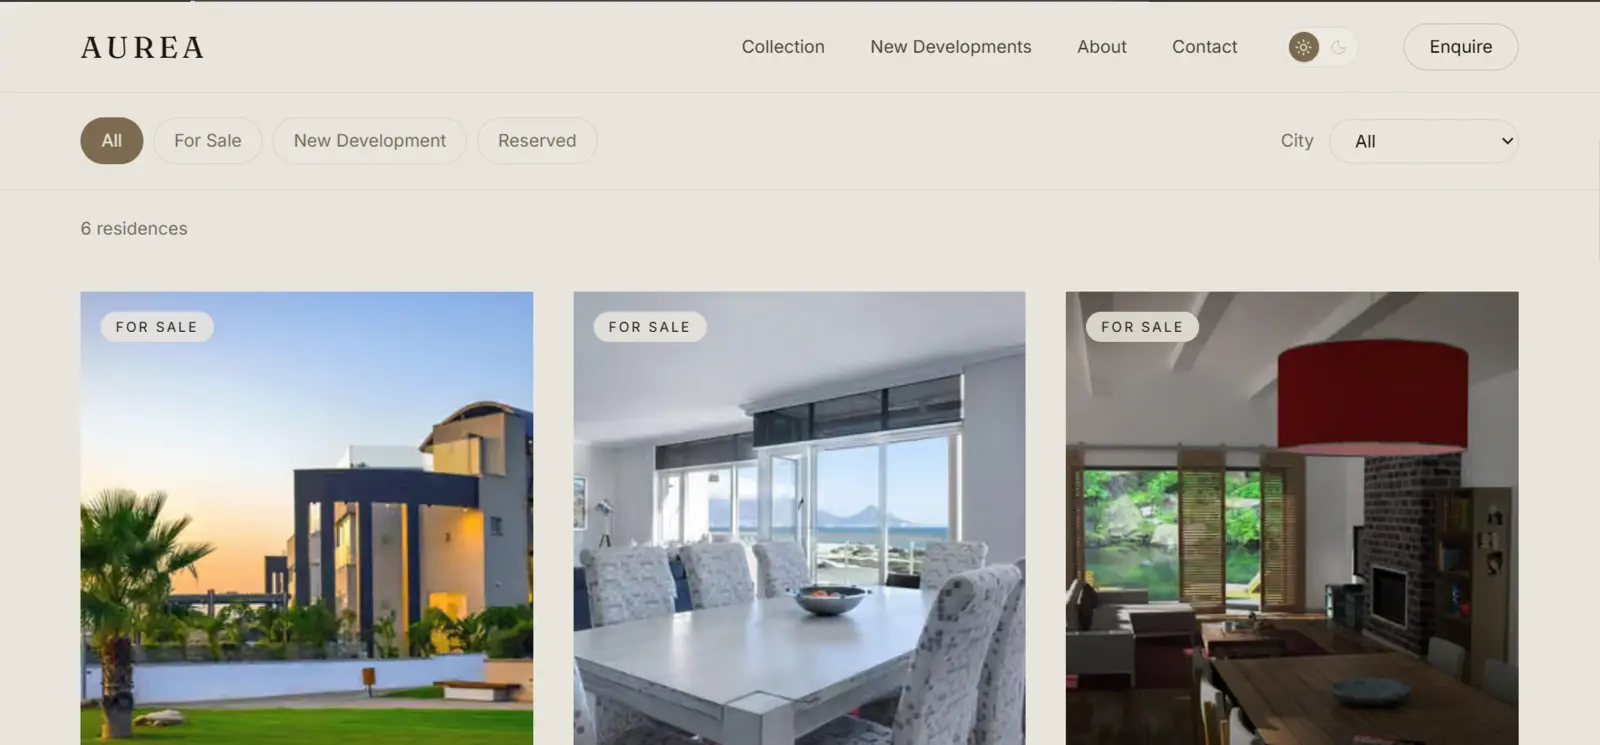 AUREA
Collection New Developments About Contact Enquire
All For Sale New Development Reserved City All
6 residences
FOR SALE FOR SALE FOR SALE